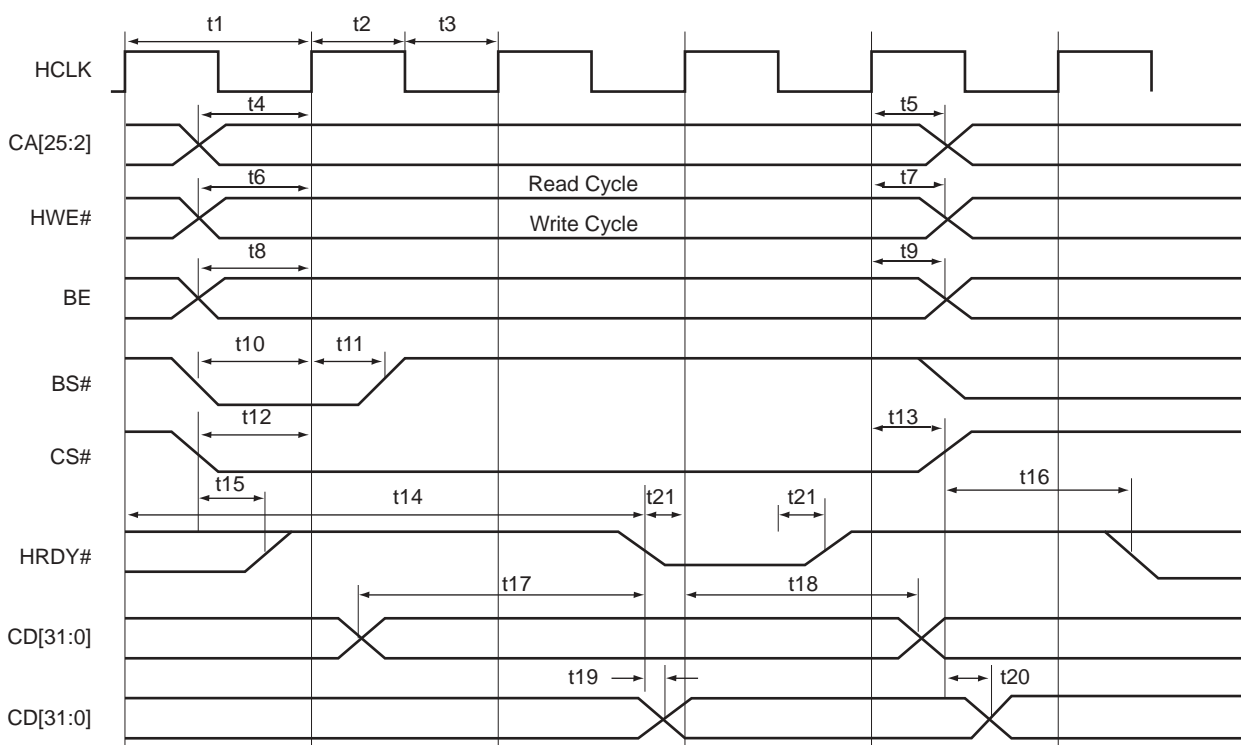 t1 t2 t3
HCLK
t4 t5
CA[25:2]
t6 Read Cycle t7
HWE# Write Cycle
t8 t9
BE
t10 t11
BS#
t12 t13
CS#
t15 t14 t21 t21 t16
HRDY#
t17 t18
CD[31:0]
t19 t20
CD[31:0]